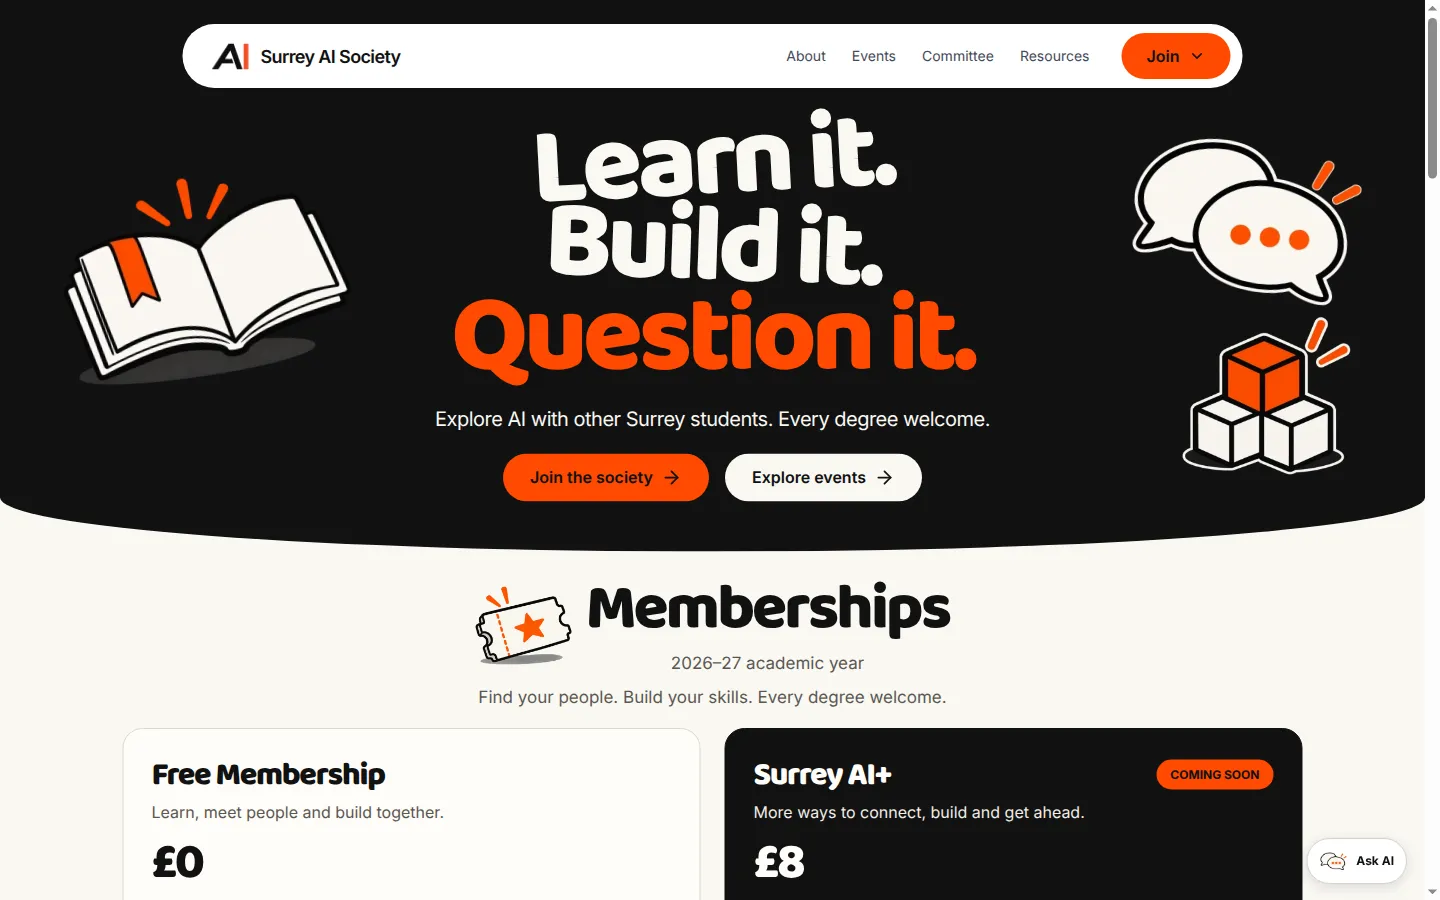 AI Surrey AI Society
About Events Committee Resources Join
Learn it.
Build it.
Question it.
Explore AI with other Surrey students. Every degree welcome.
Join the society → Explore events →
Memberships
2026–27 academic year
Find your people. Build your skills. Every degree welcome.
Free Membership
Learn, meet people and build together.
£0
Surrey AI+ COMING SOON
More ways to connect, build and get ahead.
£8
Ask AI